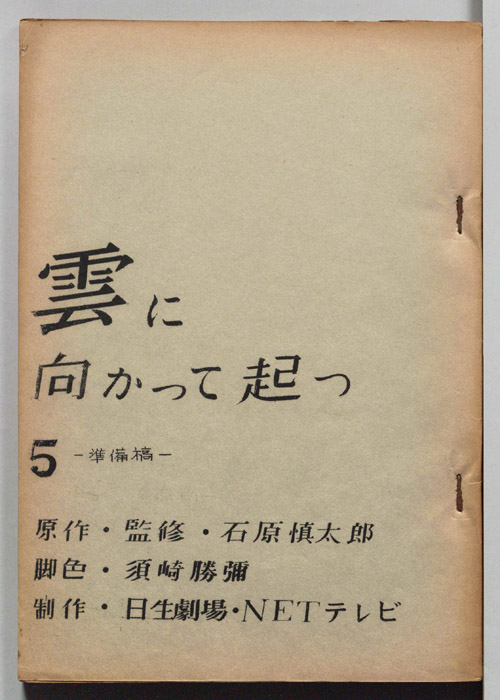 雲に
向かって起つ
5 -準備稿-
原作・監修・石原慎太郎
脚色・須崎勝彌
制作・日生劇場・NETテレビ